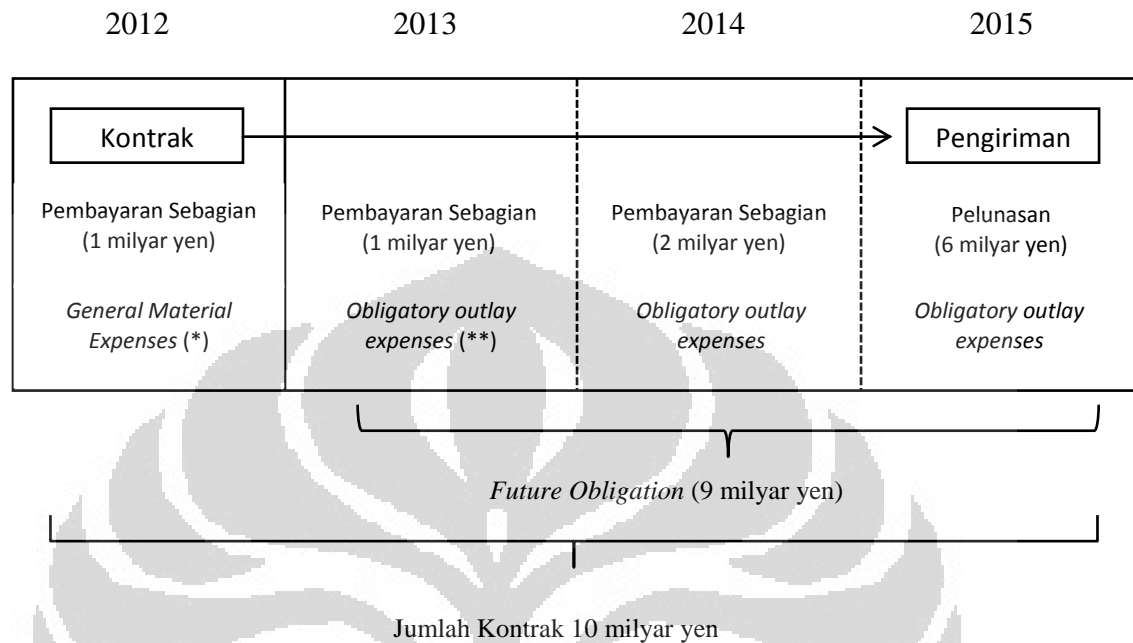 2012 2013 2014 2015
Kontrak Pengiriman
Pembayaran Sebagian Pembayaran Sebagian Pembayaran Sebagian Pelunasan
(1 milyar yen) (1 milyar yen) (2 milyar yen) (6 milyar yen)
General Material Obligatory outlay Obligatory outlay Obligatory outlay
Expenses (*) expenses (**) expenses expenses
Future Obligation (9 milyar yen)
Jumlah Kontrak 10 milyar yen